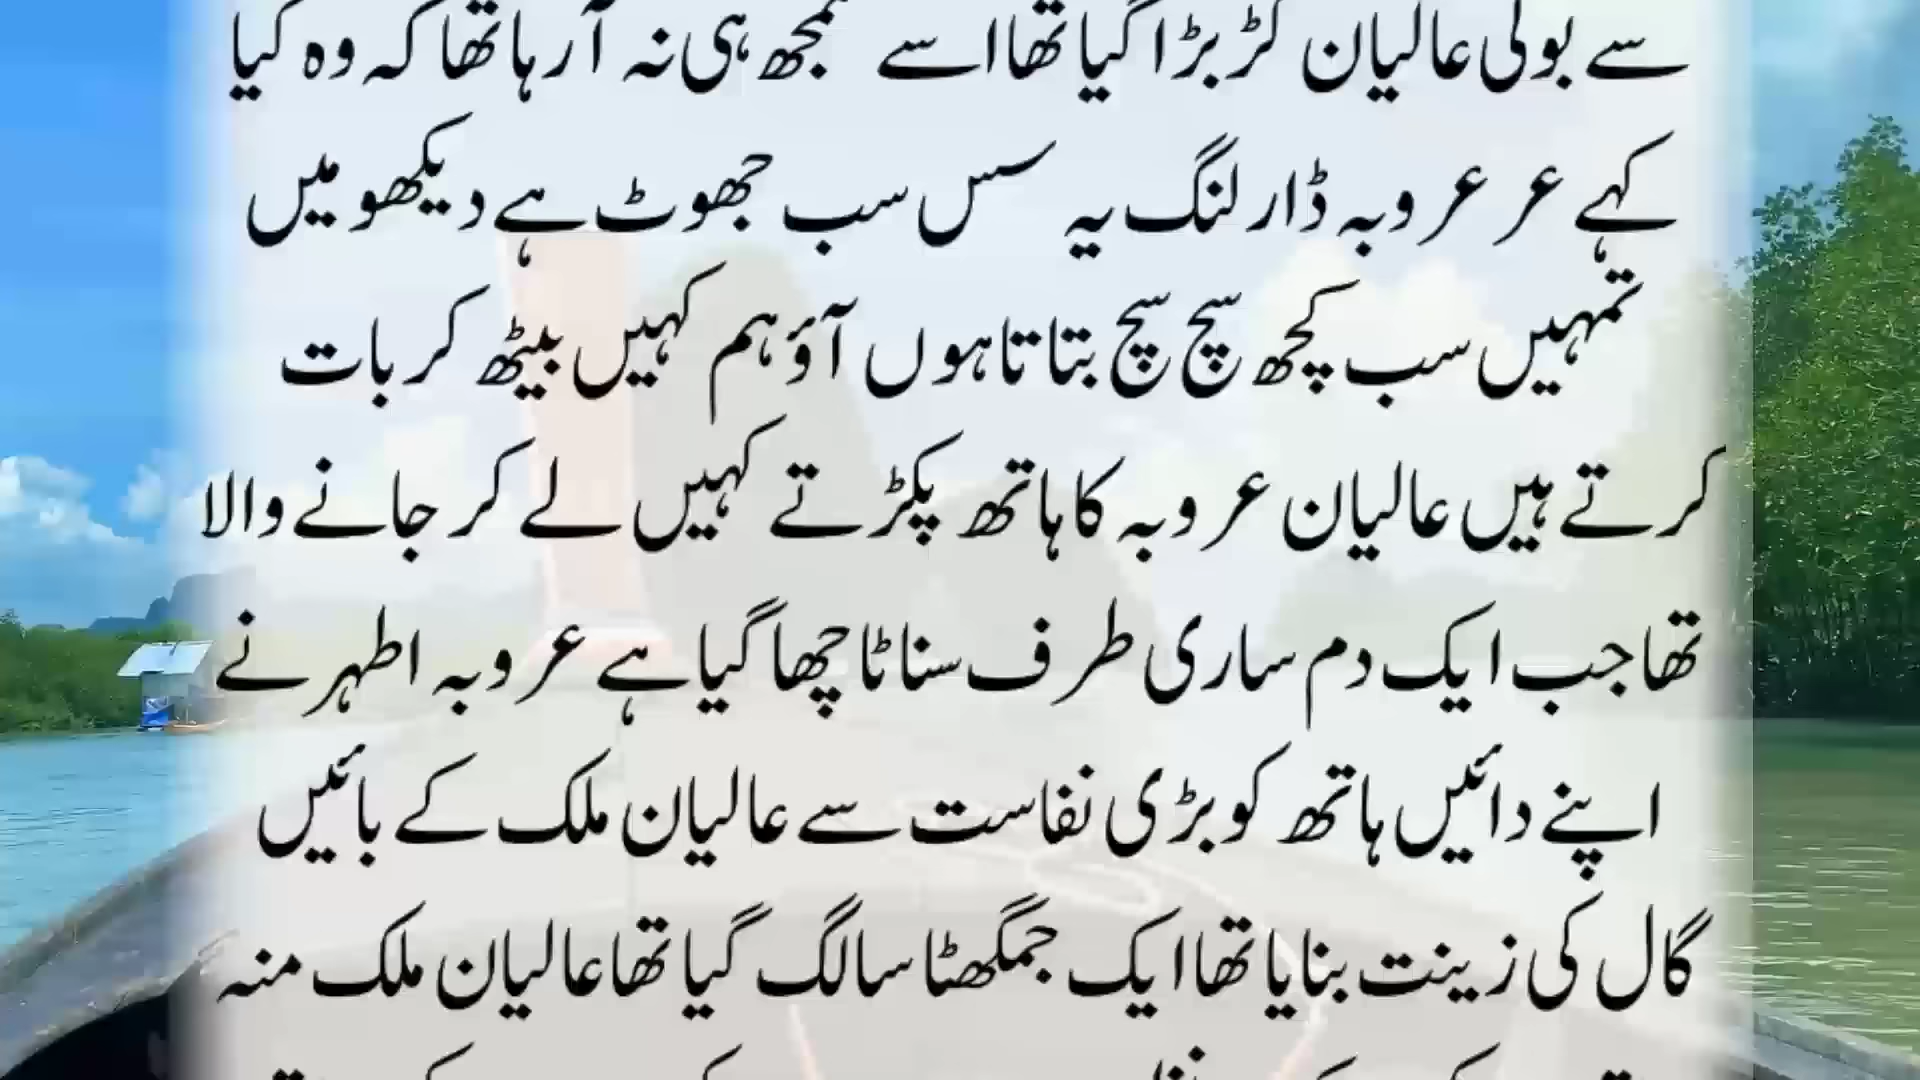 سے بولی عالیان گڑبڑا گیا تھا اسے سمجھ ہی نہ آرہا تھا کہ وہ کیا
کہے عر عروبہ ڈارلنگ یہ سس سب جھوٹ ہے دیکھو میں
تمہیں سب کچھ سچ سچ بتاتا ہوں آؤ ہم کہیں بیٹھ کر بات
کرتے ہیں عالیان عروبہ کا ہاتھ پکڑتے کہیں لے کر جانے والا
تھا جب ایک دم ساری طرف سناٹا چھا گیا ہے عروبہ اطہر نے
اپنے دائیں ہاتھ کو بڑی نفاست سے عالیان ملک کے بائیں
گال کی زینت بنایا تھا ایک جمگھٹا سا لگ گیا تھا عالیان ملک منہ